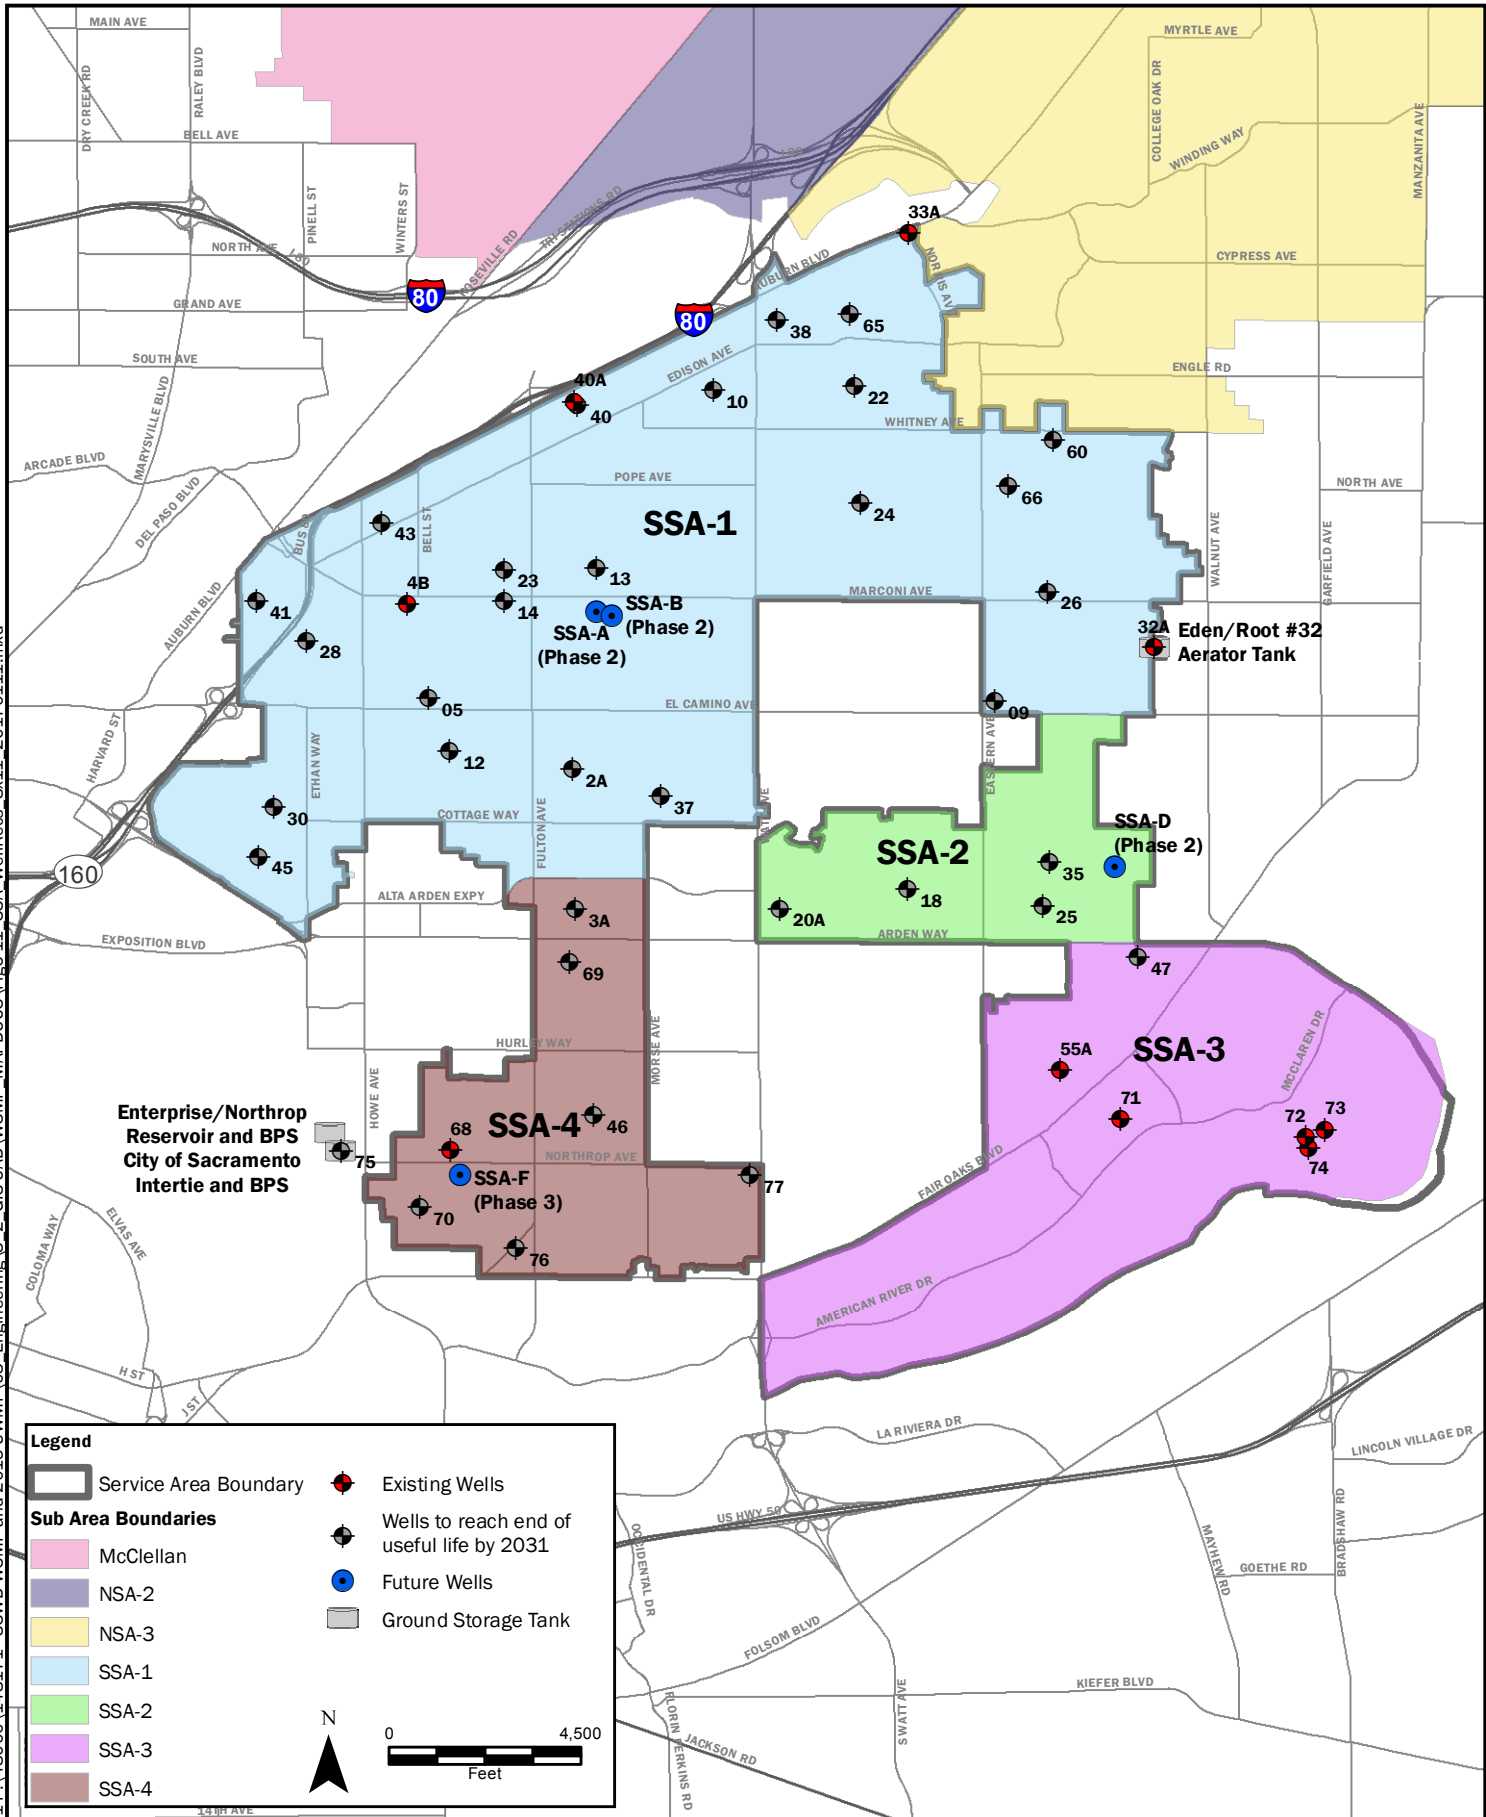 MAIN AVE
DRY CREEK RD
RALEY BLVD
BELL AVE
PINELL ST
WINTERS ST
NORTH AVE
I-80
GRAND AVE
SOUTH AVE
MARYSVILLE BLVD
ARCADE BLVD
DEL PASO BLVD
AUBURN BLVD
HARVARD ST
ROSEVILLE RD
TRI STATIONS RD
I-80
80
80
MYRTLE AVE
COLLEGE OAK DR
WINDING WAY
MANZANITA AVE
33A
NORRIS AVE
CYPRESS AVE
AUBURN BLVD
38
65
EDISON AVE
ENGLE RD
40A
40
10
22
WHITNEY AVE
60
POPE AVE
66
NORTH AVE
24
SSA-1
43
BUS 80
BELL ST
WALNUT AVE
GARFIELD AVE
23
13
4B
14
MARCONI AVE
26
41
SSA-B
(Phase 2)
SSA-A
(Phase 2)
28
32A
Eden/Root #32
Aerator Tank
05
EL CAMINO AVE
09
EASTERN AVE
12
2A
37
ETHAN WAY
30
COTTAGE WAY
FULTON AVE
45
160
SSA-D
(Phase 2)
SSA-2
35
18
25
20A
ALTA ARDEN EXPY
3A
ARDEN WAY
EXPOSITION BLVD
69
47
HURLEY WAY
MORSE AVE
55A
SSA-3
MCCLAREN DR
71
72
73
74
HOWE AVE
Enterprise/Northrop
Reservoir and BPS
City of Sacramento
Intertie and BPS
75
68
SSA-4
46
NORTHROP AVE
SSA-F
(Phase 3)
77
70
76
FAIR OAKS BLVD
AMERICAN RIVER DR
COLOMA WAY
ELVAS AVE
H ST
J ST
LA RIVIERA DR
LINCOLN VILLAGE DR
US HWY 50
OCCIDENTAL DR
MAYHEW RD
BRADSHAW RD
GOETHE RD
FOLSOM BLVD
KIEFER BLVD
S WATT AVE
FLORIN PERKINS RD
JACKSON RD
14TH AVE
Legend
Service Area Boundary
Sub Area Boundaries
McClellan
NSA-2
NSA-3
SSA-1
SSA-2
SSA-3
SSA-4
Existing Wells
Wells to reach end of
useful life by 2031
Future Wells
Ground Storage Tank
N
0 4,500
Feet